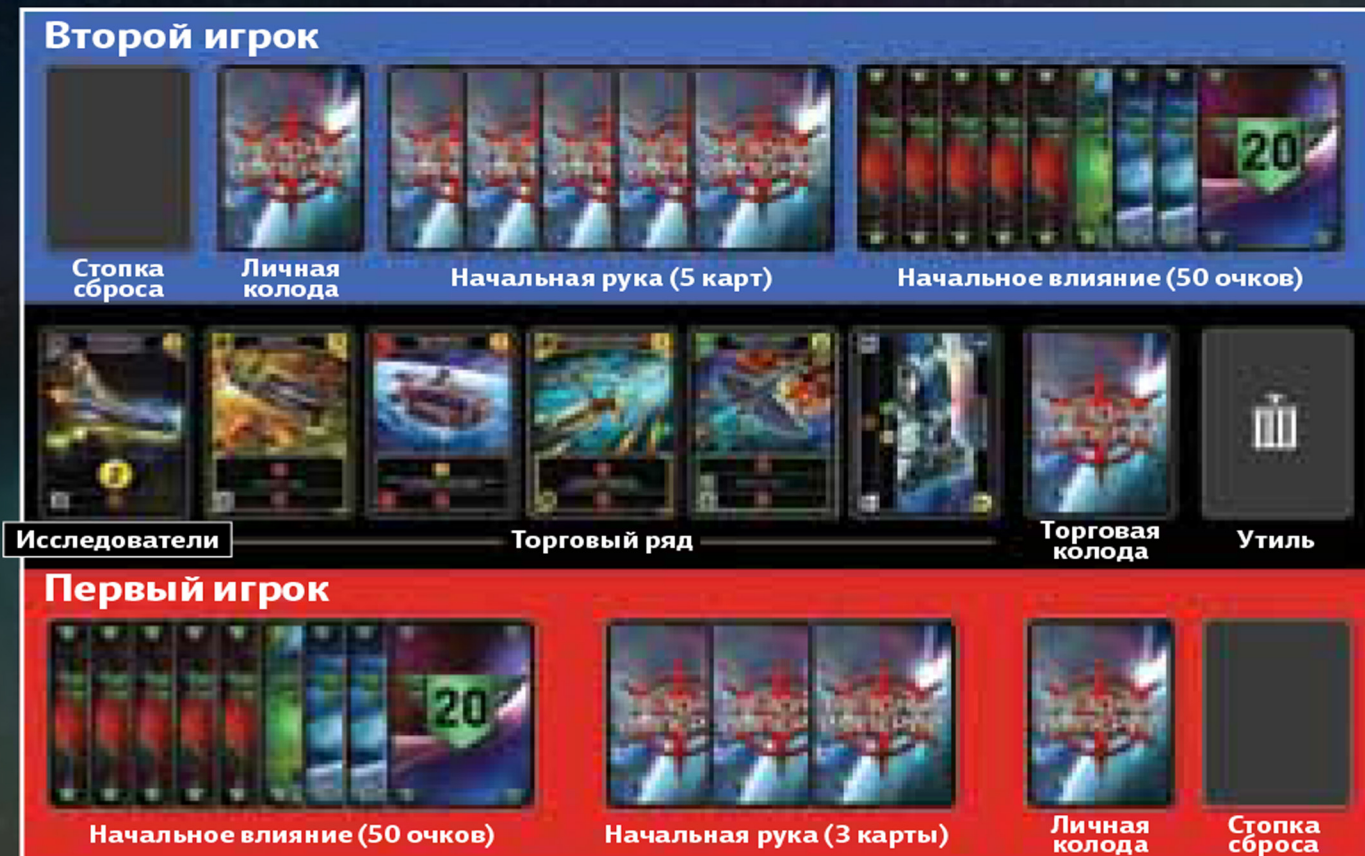 Второй игрок
20
Стопка
сброса
Личная
колода
Начальная рука (5 карт)
Начальное влияние (50 очков)
Исследователи
Торговый ряд
Торговая
колода
Утиль
Первый игрок
20
Начальное влияние (50 очков)
Начальная рука (3 карты)
Личная
колода
Стопка
сброса